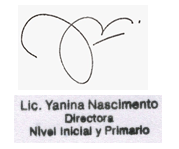 Lic. Yanina Nascimento
Directora
Nivel Inicial y Primario